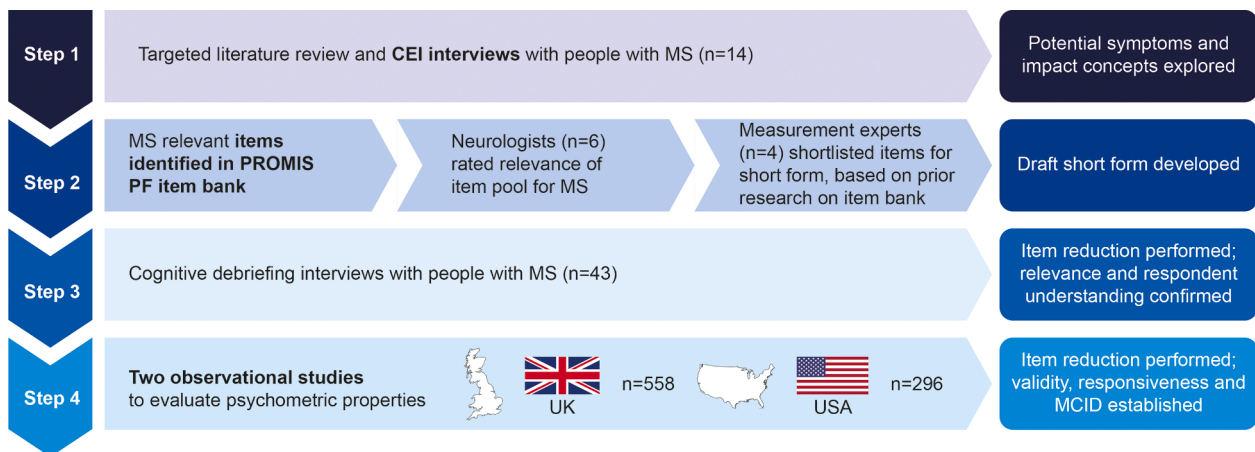 Step 1
Targeted literature review and CEI interviews with people with MS (n=14)
Potential symptoms and
impact concepts explored
Step 2
MS relevant items
identified in PROMIS
PF item bank
Neurologists (n=6)
rated relevance of
item pool for MS
Measurement experts
(n=4) shortlisted items for
short form, based on prior
research on item bank
Draft short form developed
Step 3
Cognitive debriefing interviews with people with MS (n=43)
Item reduction performed;
relevance and respondent
understanding confirmed
Step 4
Two observational studies
to evaluate psychometric properties
UK
n=558
USA
n=296
Item reduction performed;
validity, responsiveness and
MCID established